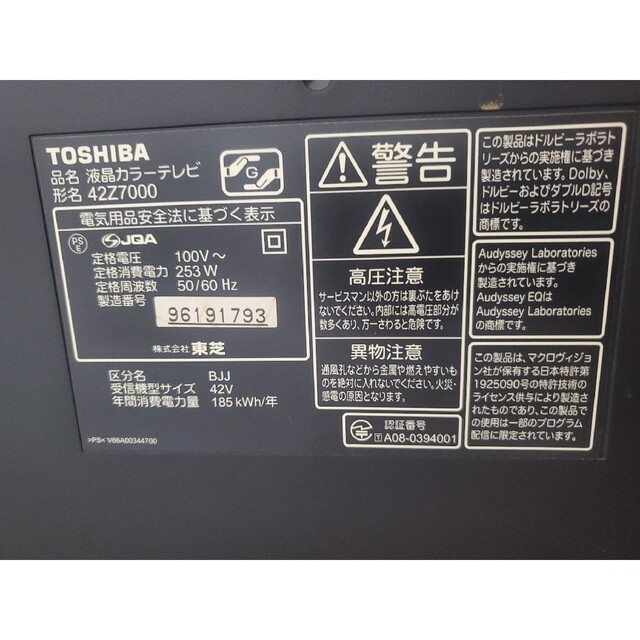 TOSHIBA
品名 液晶カラーテレビ
形名 42Z7000
G
電気用品安全法に基づく表示
PS
E
JQA
定格電圧 100V～
定格消費電力 253 W
定格周波数 50/60 Hz
製造番号
96191793
株式会社 東芝
区分名 BJJ
受信機型サイズ 42V
年間消費電力量 185 kWh/年
>PS< V66A00344700
警告
高圧注意
サービスマン以外の方は裏ぶたをあけ
ないでください。内部には高電圧部分が
数多くあり、万一さわると危険です。
異物注意
通風孔などから金属や燃えやすいもの
を絶対に入れないでください。火災・
感電の原因となります。
認証番号
T A08-0394001
この製品はドルビーラボラト
リーズからの実施権に基づき
製造されています。Dolby、
ドルビーおよびダブルD記号
はドルビーラボラトリーズの
商標です。
Audyssey Laboratories
からの実施権に基づき
製造されています。
Audyssey EQは
Audyssey Laboratories
の商標です。
この製品は、マクロヴィジョ
ン社が保有する日本特許第
1925090号の特許技術の
ライセンス供与により製造さ
れたものであり、この製品で
の使用は一部のプログラム
配信に限定されています。